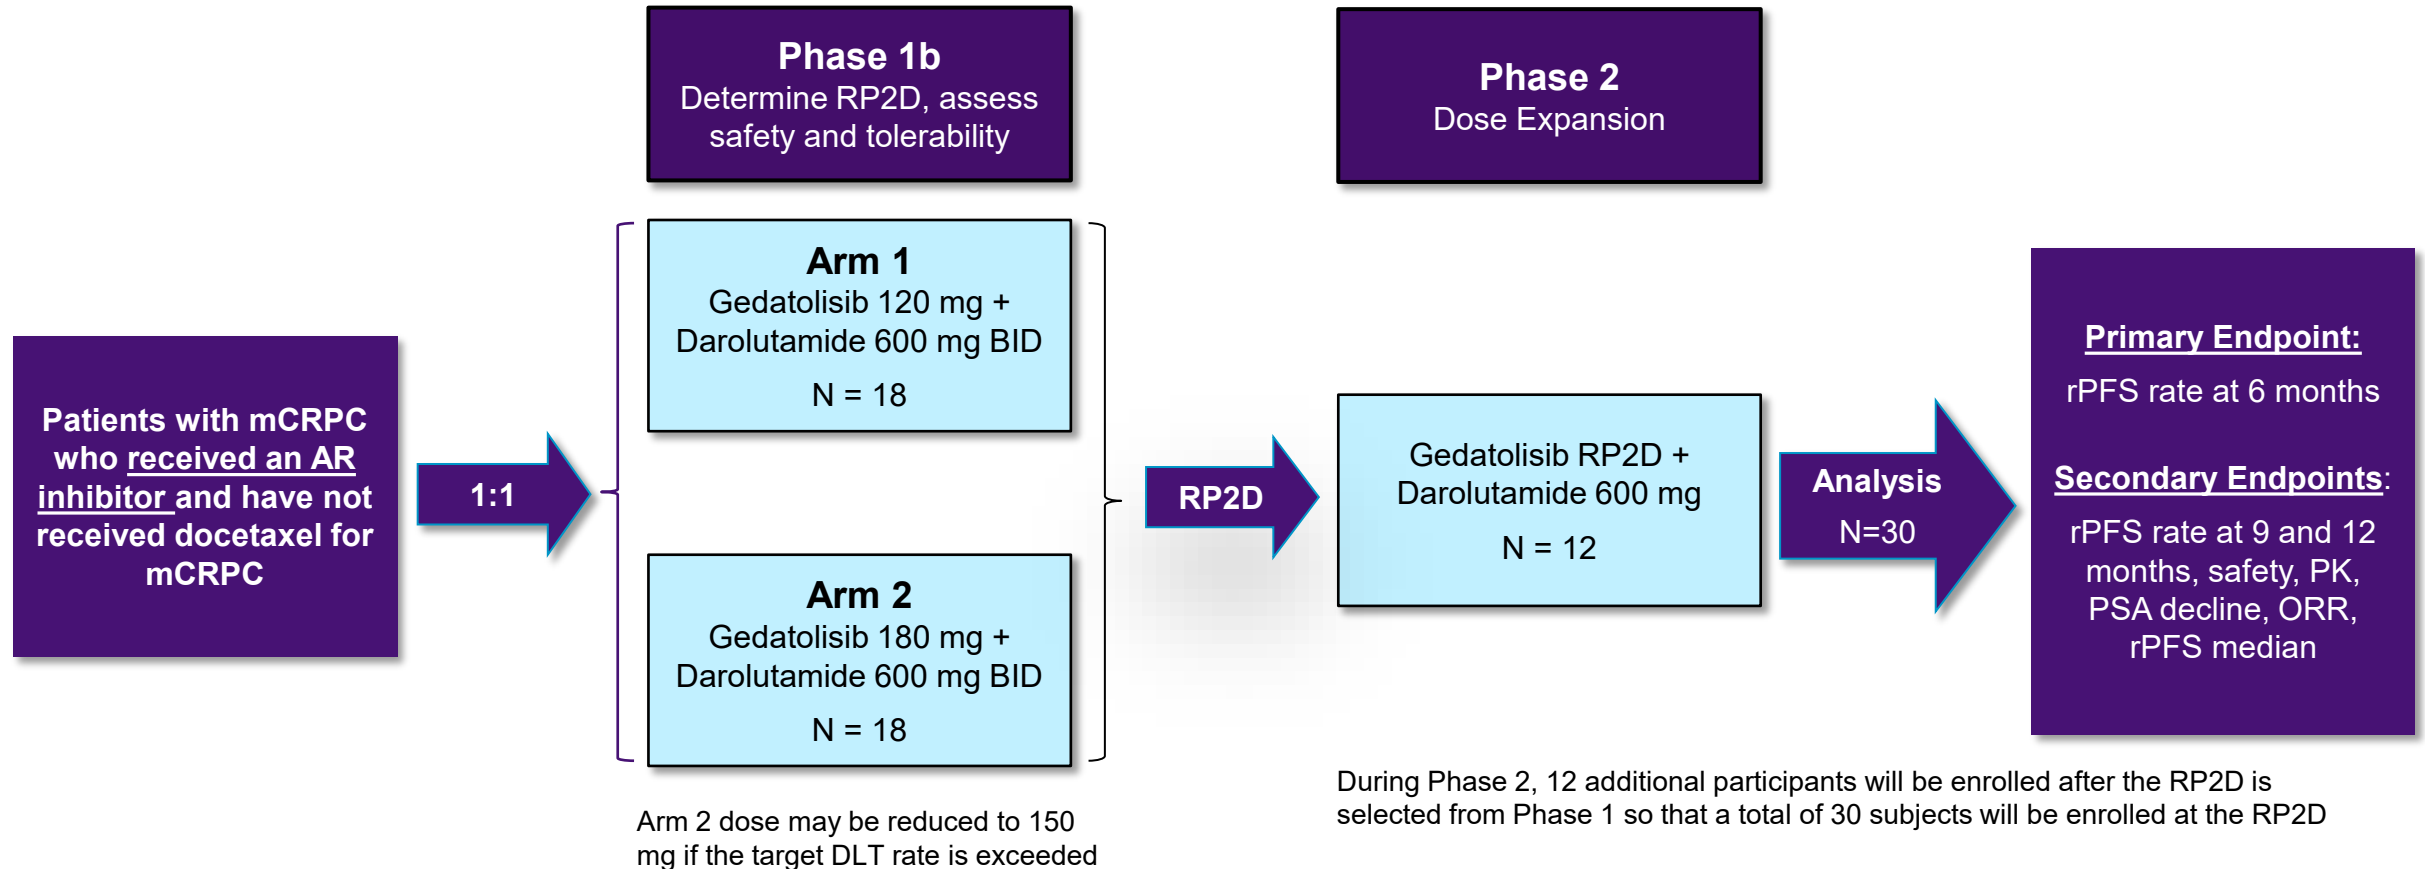 Phase 1b
Determine RP2D, assess
safety and tolerability
Phase 2
Dose Expansion
Patients with mCRPC
who received an AR
inhibitor and have not
received docetaxel for
mCRPC
1:1
Arm 1
Gedatolisib 120 mg +
Darolutamide 600 mg BID
N = 18
Arm 2
Gedatolisib 180 mg +
Darolutamide 600 mg BID
N = 18
Arm 2 dose may be reduced to 150
mg if the target DLT rate is exceeded
RP2D
Gedatolisib RP2D +
Darolutamide 600 mg
N = 12
During Phase 2, 12 additional participants will be enrolled after the RP2D is
selected from Phase 1 so that a total of 30 subjects will be enrolled at the RP2D
Analysis
N=30
Primary Endpoint:
rPFS rate at 6 months
Secondary Endpoints:
rPFS rate at 9 and 12
months, safety, PK,
PSA decline, ORR,
rPFS median